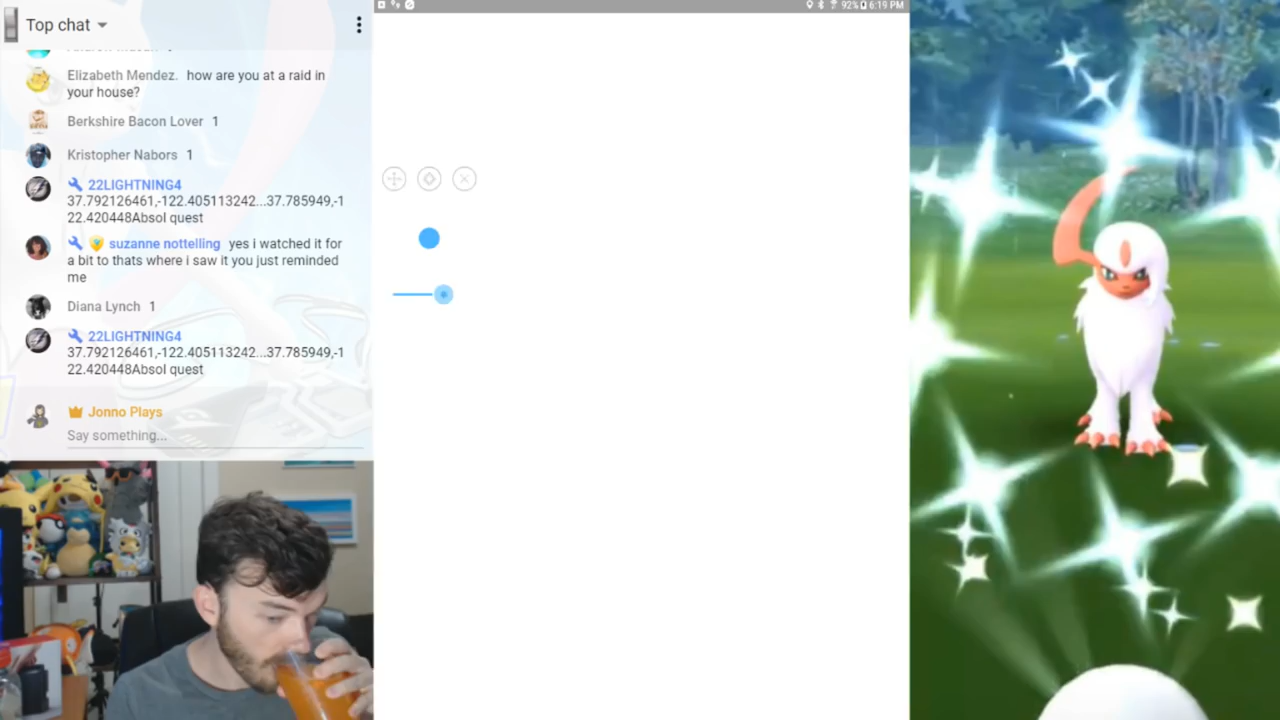 Top chat
Elizabeth Mendez. how are you at a raid in
your house?
Berkshire Bacon Lover 1
Kristopher Nabors 1
22LIGHTNING4
37.792126461,-122.405113242...37.785949,-1
22.420448Absol quest
suzanne nottelling yes i watched it for
a bit to thats where i saw it you just reminded
me
Diana Lynch 1
22LIGHTNING4
37.792126461,-122.405113242...37.785949,-1
22.420448Absol quest
Jonno Plays
Say something...
92% 6:19 PM